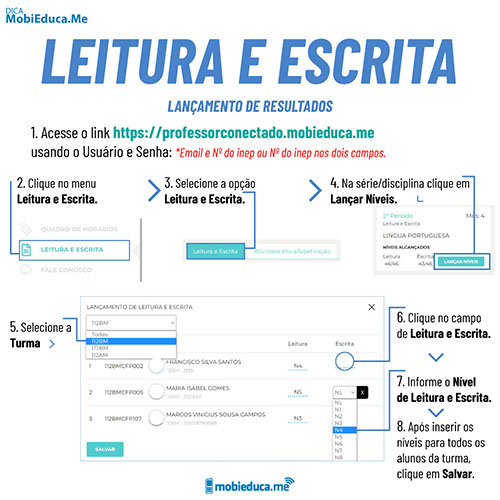 DICA
MobiEduca.Me
LEITURA E ESCRITA
LANÇAMENTO DE RESULTADOS
1. Acesse o link https://professorconectado.mobieduca.me
usando o Usuário e Senha: *Email e Nº do inep ou Nº do inep nos dois campos.
2. Clique no menu
Leitura e Escrita.
3. Selecione a opção
Leitura e Escrita.
4. Na série/disciplina clique em
Lançar Níveis.
QUADRO DE HORÁRIOS
LEITURA E ESCRITA
FALE CONOSCO
Leitura e Escrita
Atividade Pra alfabetização
2º Período
Mês: 4
Leitura e Escrita
LINGUA PORTUGUESA
NÍVEIS ALCANÇADOS
Leitura
Escrita
46/46
43/46
LANÇAR NÍVEIS
5. Selecione a
Turma
LANÇAMENTO DE LEITURA E ESCRITA
112BM
Todas
112BM
117BM
112AM
Leitura
Escrita
1
112BMCFP002
FRANCISCO SILVA SANTOS
N4
2
112BMCFP005
MARIA ISABEL GOMES
N5
NL
X
3
112BMCFP107
MARCOS VINICIUS SOUSA CAMPOS
N3
NL
N1
N2
N3
N4
N5
N6
N7
N8
SALVAR
6. Clique no campo
de Leitura e Escrita.
7. Informe o Nível
de Leitura e Escrita.
8. Após inserir os
níveis para todos os
alunos da turma,
clique em Salvar.
mobieduca.me